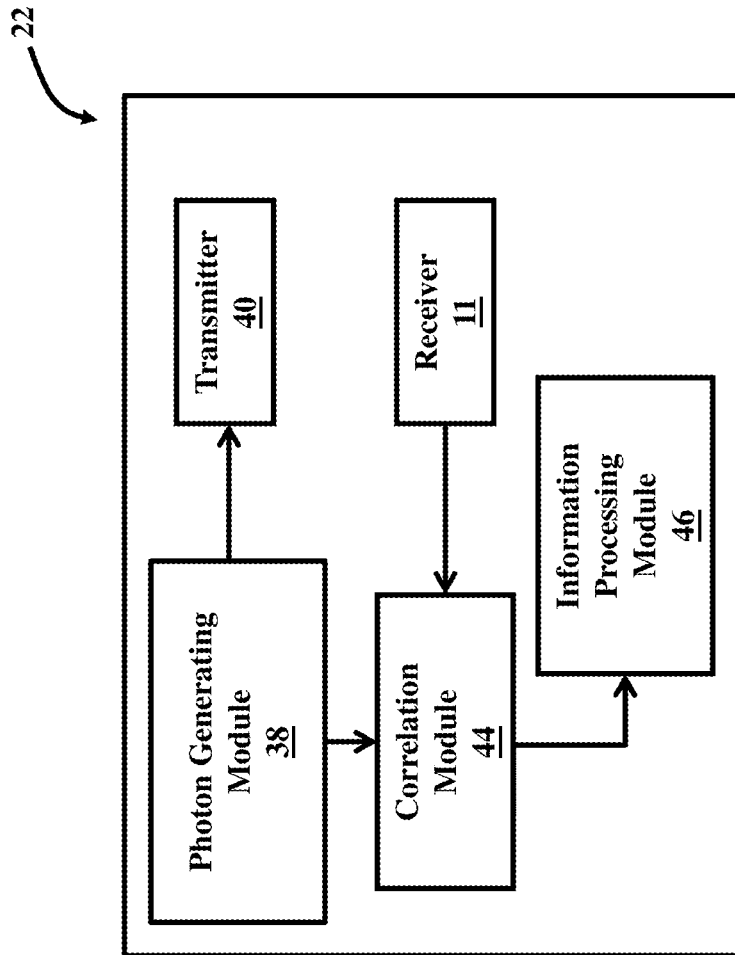 22
Photon Generating
Module
38
Transmitter
40
Correlation
Module
44
Receiver
11
Information
Processing
Module
46